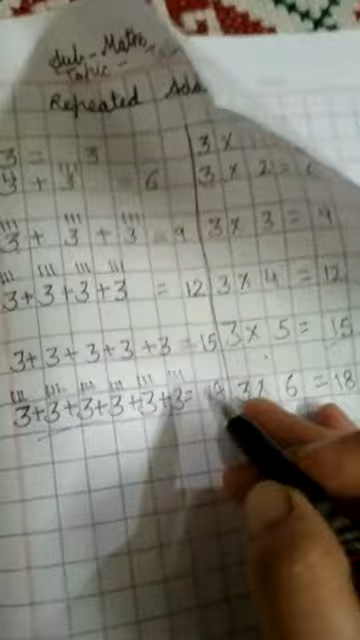 Sub - Maths
Topic -
Repeated Add
3 = 3 3 x
3 + 3 = 6 3 x 2 =
3 + 3 + 3 = 9 3 x 3 = 9
3+3+3+3 = 12 3 x 4 = 12
3+3+3+3+3=15 3 x 5 = 15
3+3+3+3+3+3= 3 x 6 = 18